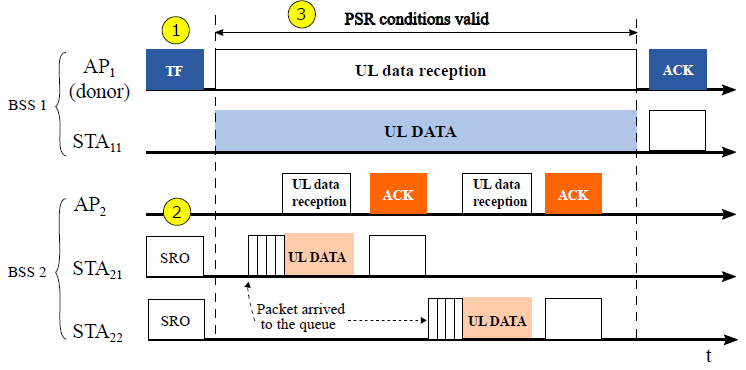 1
3
PSR conditions valid
AP1
(donor)
TF
UL data reception
ACK
BSS 1
STA11
UL DATA
AP2
2
UL data
reception
ACK
UL data
reception
ACK
BSS 2
STA21
SRO
UL DATA
Packet arrived
to the queue
STA22
SRO
UL DATA
t